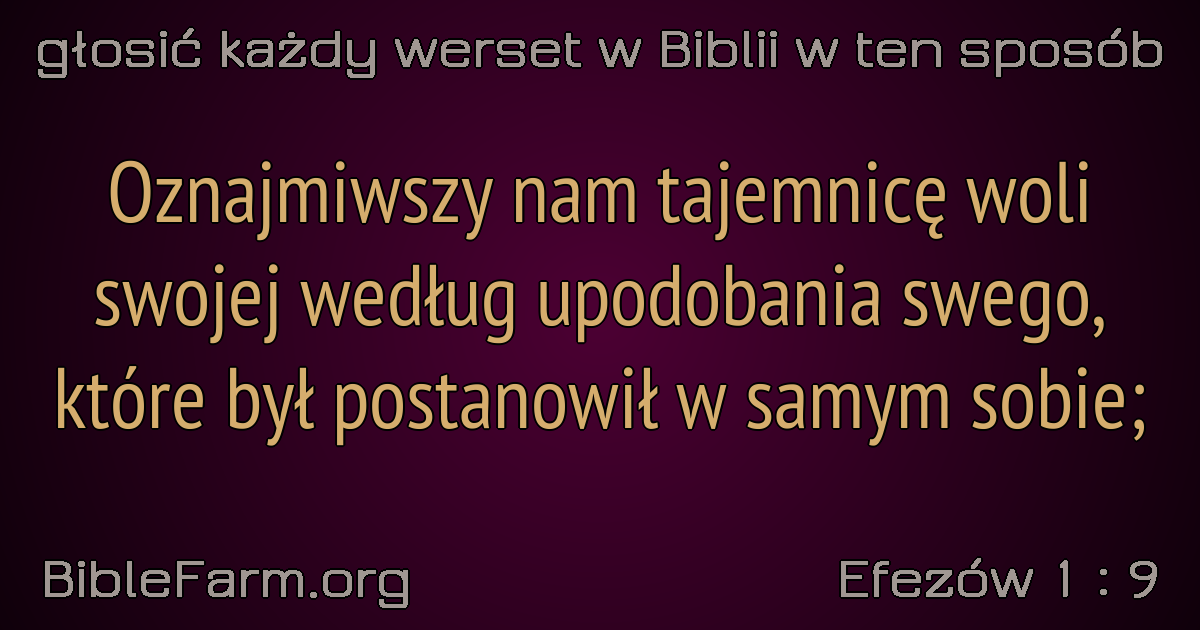 głosić każdy werset w Biblii w ten sposób
Oznajmiwszy nam tajemnicę woli
swojej według upodobania swego,
które był postanowił w samym sobie;
BibleFarm.org
Efezów 1 : 9